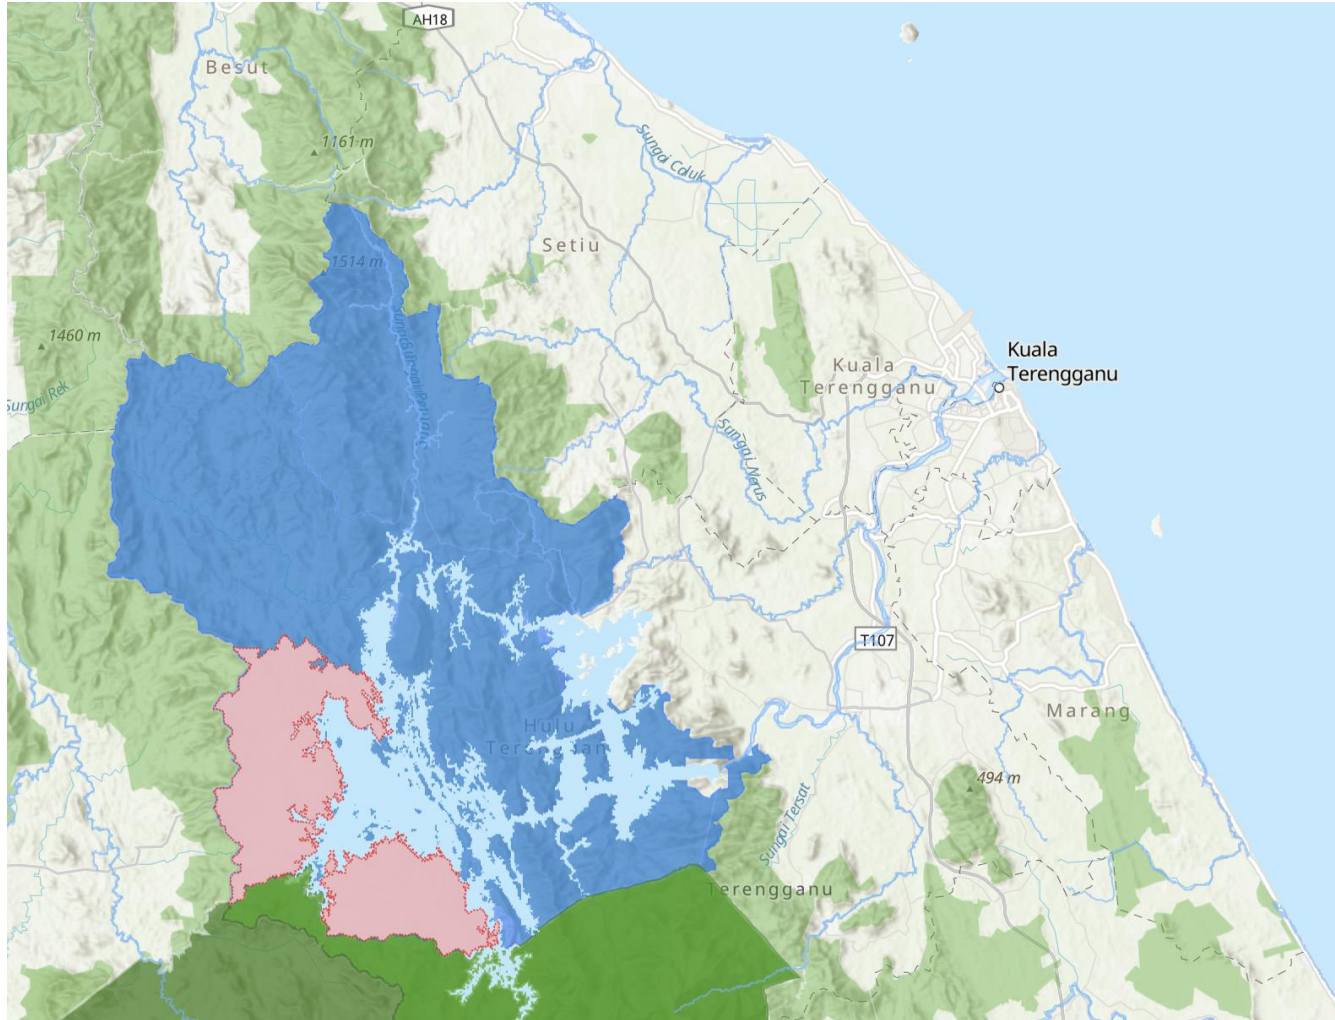 AH18
Besut
1161 m
Sungai Caluk
Setiu
1514 m
1460 m
Sungai Rek
Kuala
Terengganu
Kuala
Terengganu
Sungai Nerus
T107
Hulu
Marang
494 m
Sungai Tersat
Terengganu